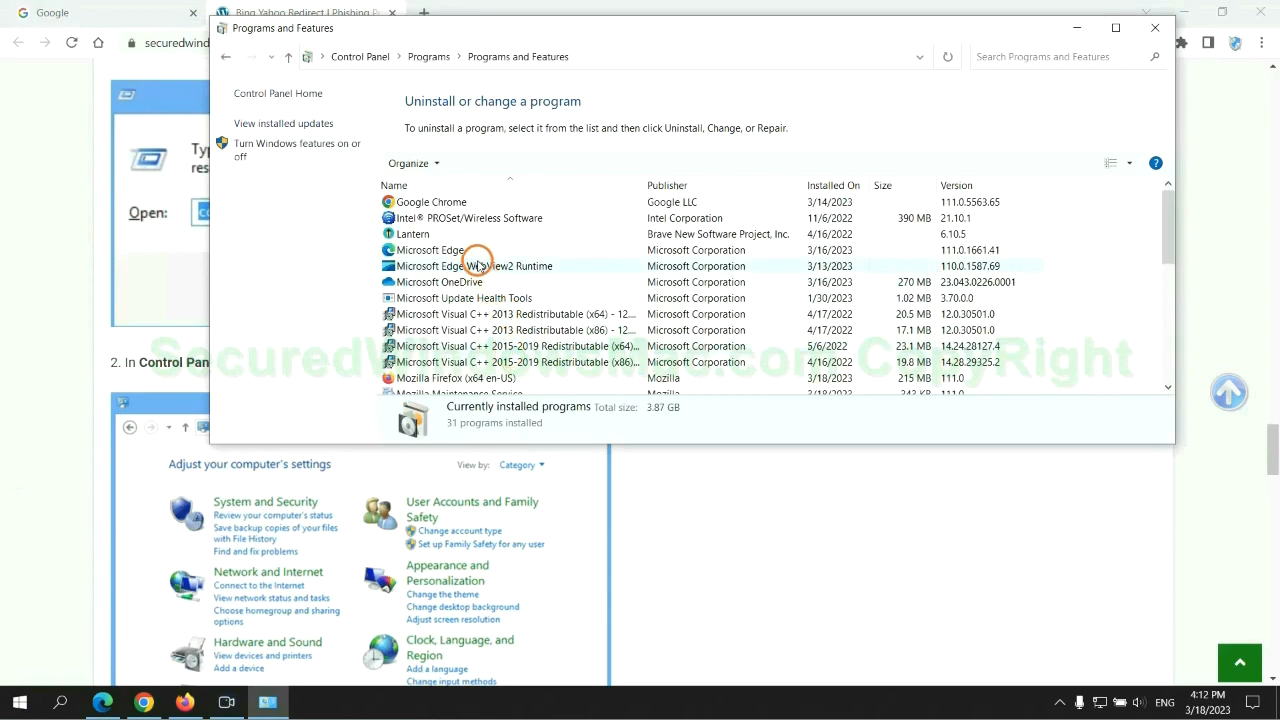 Google
Bing Yahoo Redirect | Phishing P
securedwind
Programs and Features
Control Panel > Programs > Programs and Features
Search Programs and Features
Control Panel Home
View installed updates
Turn Windows features on or
off
Uninstall or change a program
To uninstall a program, select it from the list and then click Uninstall, Change, or Repair.
Organize
Name Publisher Installed On Size Version
Google Chrome Google LLC 3/14/2023 111.0.5563.65
Intel® PROSet/Wireless Software Intel Corporation 11/6/2022 390 MB 21.10.1
Lantern Brave New Software Project, Inc. 4/16/2022 6.10.5
Microsoft Edge Microsoft Corporation 3/16/2023 111.0.1661.41
Microsoft Edge WebView2 Runtime Microsoft Corporation 3/13/2023 110.0.1587.69
Microsoft OneDrive Microsoft Corporation 3/16/2023 270 MB 23.043.0226.0001
Microsoft Update Health Tools Microsoft Corporation 1/30/2023 1.02 MB 3.70.0.0
Microsoft Visual C++ 2013 Redistributable (x64) - 12.... Microsoft Corporation 4/17/2022 20.5 MB 12.0.30501.0
Microsoft Visual C++ 2013 Redistributable (x86) - 12.... Microsoft Corporation 4/17/2022 17.1 MB 12.0.30501.0
Microsoft Visual C++ 2015-2019 Redistributable (x64)... Microsoft Corporation 5/6/2022 23.1 MB 14.24.28127.4
Microsoft Visual C++ 2015-2019 Redistributable (x86)... Microsoft Corporation 4/16/2022 19.8 MB 14.28.29325.2
Mozilla Firefox (x64 en-US) Mozilla 3/18/2023 215 MB 111.0
Mozilla Maintenance Service Mozilla 3/18/2023 343 KB 111.0
Currently installed programs Total size: 3.87 GB
31 programs installed
Ty
res
Open:
2. In Control Pan
Adjust your computer's settings
View by: Category
System and Security
Review your computer's status
Save backup copies of your files
with File History
Find and fix problems
User Accounts and Family
Safety
Change account type
Set up Family Safety for any user
Network and Internet
Connect to the Internet
View network status and tasks
Choose homegroup and sharing
options
Appearance and
Personalization
Change the theme
Change desktop background
Adjust screen resolution
Hardware and Sound
View devices and printers
Add a device
Clock, Language, and
Region
Add a language
Change input methods
ENG
4:12 PM
3/18/2023